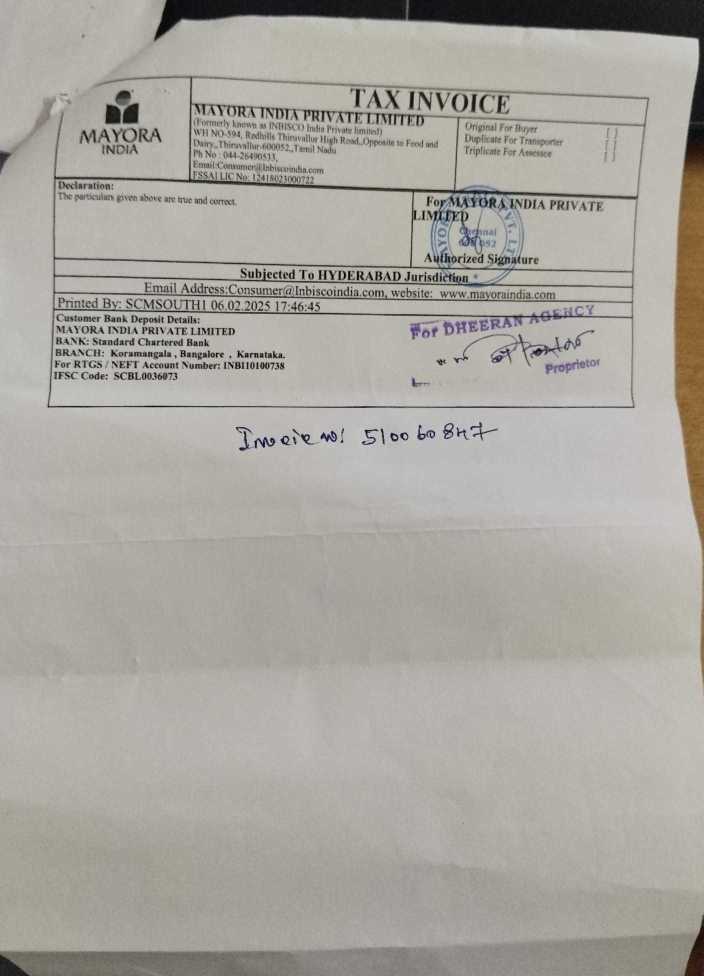 MAYORA
INDIA
TAX INVOICE
MAYORA INDIA PRIVATE LIMITED
(Formerly known as INBISCO India Private limited)
WH NO-594, Redhills Thiruvallur High Road,,Opposite to Food and
Dairy,,Thiruvallur-600052.,Tamil Nadu
Ph No : 044-26490533,
Email:Consumer@Inbiscoindia.com
FSSAI LIC No: 12418023000722
Original For Buyer [ ]
Duplicate For Transporter [ ]
Triplicate For Assessee [ ]
Declaration:
The particulars given above are true and correct.
For MAYORA INDIA PRIVATE
LIMITED
Chennai
600 052
Authorized Signature
Subjected To HYDERABAD Jurisdiction
Email Address:Consumer@Inbiscoindia.com, website: www.mayoraindia.com
Printed By: SCMSOUTH1 06.02.2025 17:46:45
Customer Bank Deposit Details:
MAYORA INDIA PRIVATE LIMITED
BANK: Standard Chartered Bank
BRANCH: Koramangala , Bangalore , Karnataka.
For RTGS / NEFT Account Number: INBI10100738
IFSC Code: SCBL0036073
For DHEERAN AGENCY
Proprietor
Invoice no: 510060847